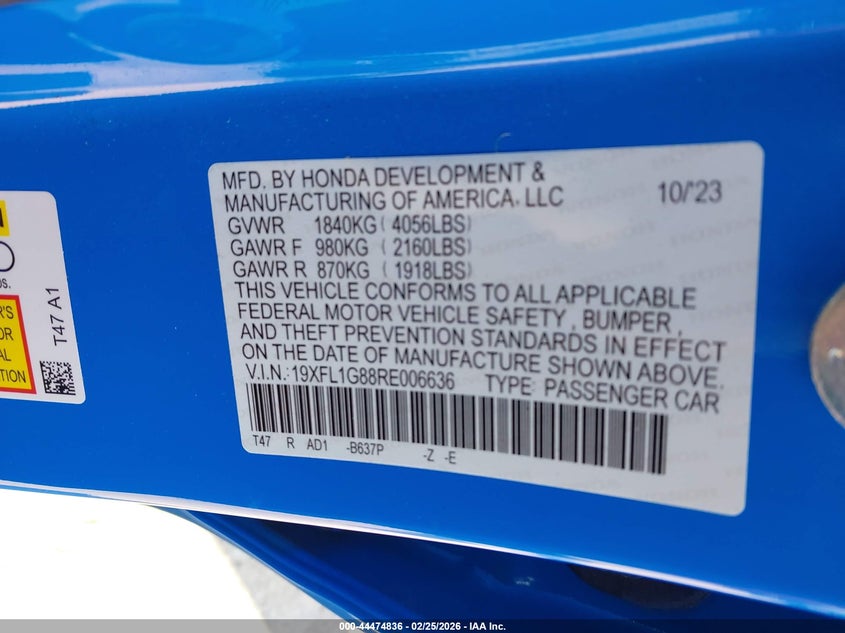 MFD. BY HONDA DEVELOPMENT &
MANUFACTURING OF AMERICA, LLC 10/'23
GVWR 1840KG ( 4056LBS)
GAWR F 980KG ( 2160LBS)
GAWR R 870KG ( 1918LBS)
THIS VEHICLE CONFORMS TO ALL APPLICABLE
FEDERAL MOTOR VEHICLE SAFETY , BUMPER ,
AND THEFT PREVENTION STANDARDS IN EFFECT
ON THE DATE OF MANUFACTURE SHOWN ABOVE.
V.I.N.:19XFL1G88RE006636 TYPE: PASSENGER CAR
T47 R AD1 -B637P -Z -E
T47 A1
000-44474836 - 02/25/2026 - IAA Inc.